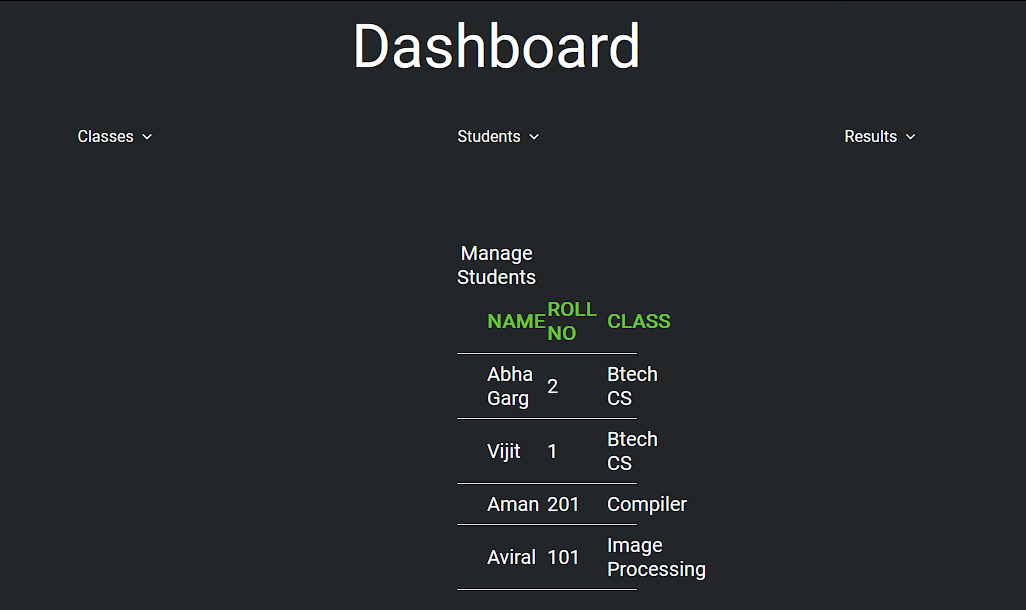 Dashboard
Classes Students Results
Manage
Students
NAME ROLL NO CLASS
Abha Garg 2 Btech CS
Vijit 1 Btech CS
Aman 201 Compiler
Aviral 101 Image Processing